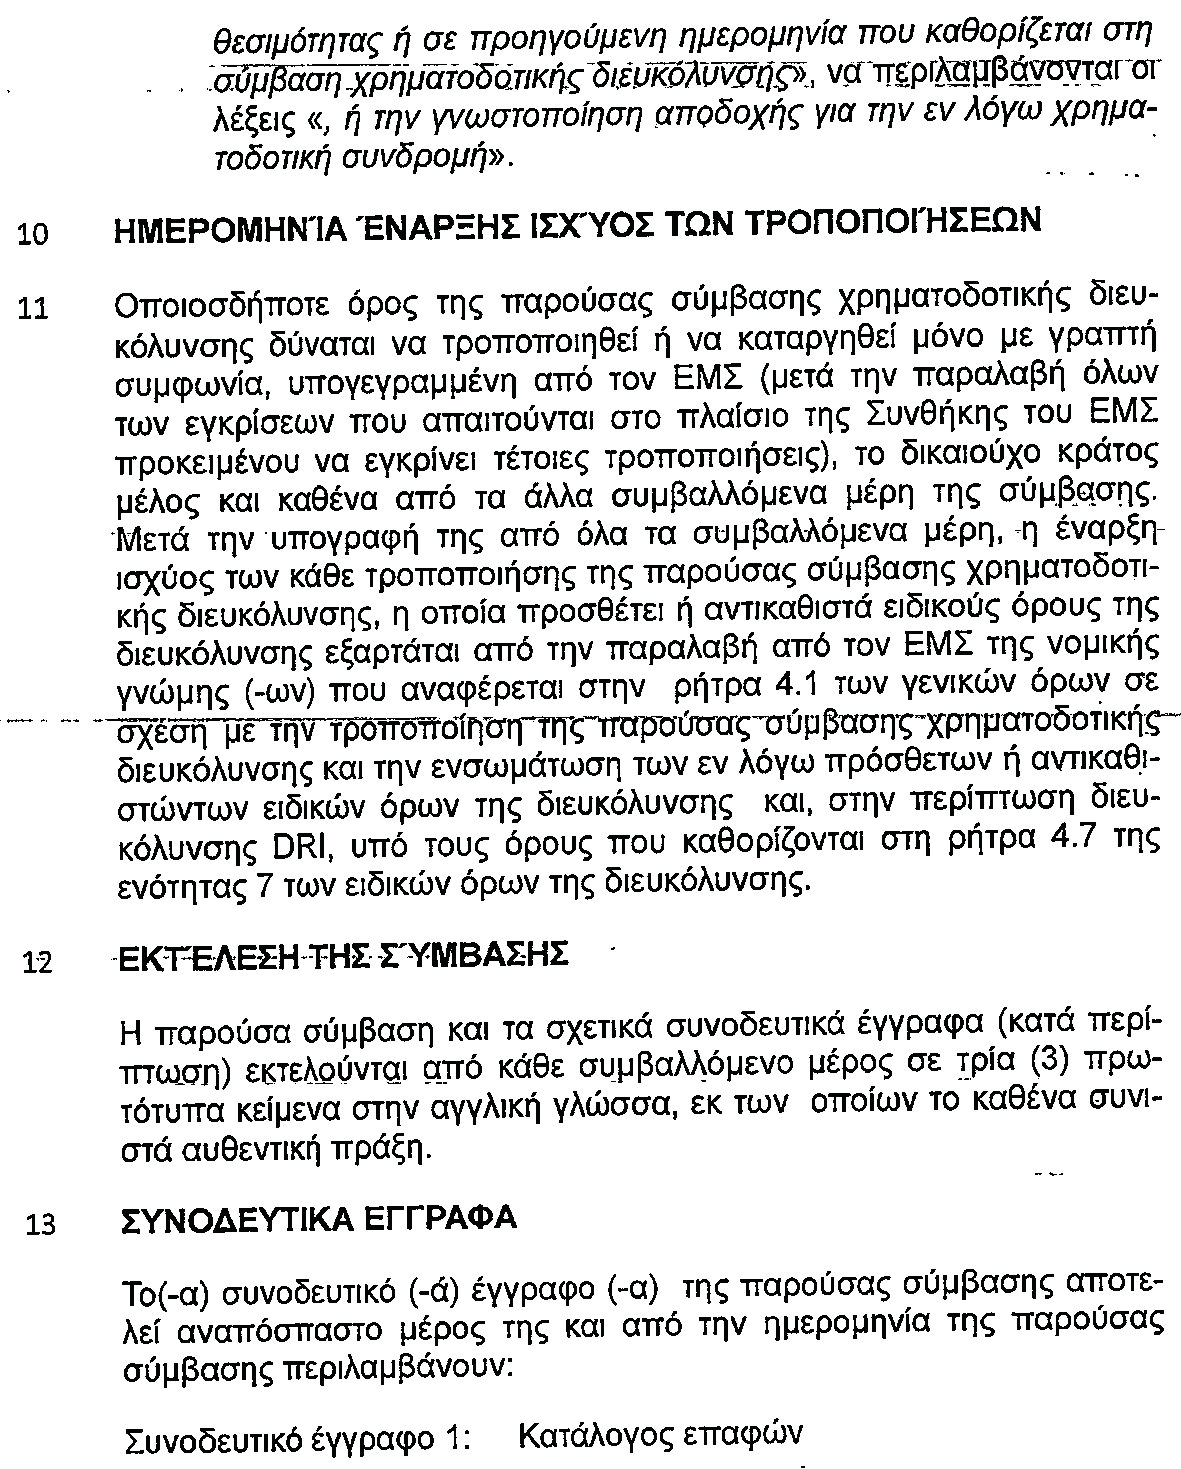 θεσιμότητας ή σε προηγούμενη ημερομηνία που καθορίζεται στη
σύμβαση χρηματοδοτικής διευκόλυνσης», να περιλαμβάνονται οι
λέξεις «, ή την γνωστοποίηση αποδοχής για την εν λόγω χρημα-
τοδοτική συνδρομή».
10 ΗΜΕΡΟΜΗΝΊΑ ΈΝΑΡΞΗΣ ΙΣΧΎΟΣ ΤΩΝ ΤΡΟΠΟΠΟΙΉΣΕΩΝ
11 Οποιοσδήποτε όρος της παρούσας σύμβασης χρηματοδοτικής διευ-
κόλυνσης δύναται να τροποποιηθεί ή να καταργηθεί μόνο με γραπτή
συμφωνία, υπογεγραμμένη από τον ΕΜΣ (μετά την παραλαβή όλων
των εγκρίσεων που απαιτούνται στο πλαίσιο της Συνθήκης του ΕΜΣ
προκειμένου να εγκρίνει τέτοιες τροποποιήσεις), το δικαιούχο κράτος
μέλος και καθένα από τα άλλα συμβαλλόμενα μέρη της σύμβασης.
Μετά την υπογραφή της από όλα τα συμβαλλόμενα μέρη, η έναρξη
ισχύος των κάθε τροποποιήσης της παρούσας σύμβασης χρηματοδοτι-
κής διευκόλυνσης, η οποία προσθέτει ή αντικαθιστά ειδικούς όρους της
διευκόλυνσης εξαρτάται από την παραλαβή από τον ΕΜΣ της νομικής
γνώμης (-ων) που αναφέρεται στην ρήτρα 4.1 των γενικών όρων σε
σχέση με την τροποποίηση της παρούσας σύμβασης χρηματοδοτικής
διευκόλυνσης και την ενσωμάτωση των εν λόγω πρόσθετων ή αντικαθι-
στώντων ειδικών όρων της διευκόλυνσης και, στην περίπτωση διευ-
κόλυνσης DRI, υπό τους όρους που καθορίζονται στη ρήτρα 4.7 της
ενότητας 7 των ειδικών όρων της διευκόλυνσης.
12 ΕΚΤΈΛΕΣΗ ΤΗΣ ΣΎΜΒΑΣΗΣ
Η παρούσα σύμβαση και τα σχετικά συνοδευτικά έγγραφα (κατά περί-
πτωση) εκτελούνται από κάθε συμβαλλόμενο μέρος σε τρία (3) πρω-
τότυπα κείμενα στην αγγλική γλώσσα, εκ των οποίων το καθένα συνι-
στά αυθεντική πράξη.
13 ΣΥΝΟΔΕΥΤΙΚΑ ΕΓΓΡΑΦΑ
Το(-α) συνοδευτικό (-ά) έγγραφο (-α) της παρούσας σύμβασης αποτε-
λεί αναπόσπαστο μέρος της και από την ημερομηνία της παρούσας
σύμβασης περιλαμβάνουν:
Συνοδευτικό έγγραφο 1: Κατάλογος επαφών